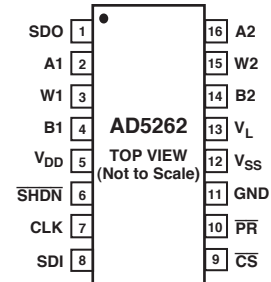 SDO 1 16 A2
A1 2 15 W2
W1 3 14 B2
B1 4 AD5262 13 VL
VDD 5 TOP VIEW 12 VSS
(Not to Scale)
SHDN 6 11 GND
CLK 7 10 PR
SDI 8 9 CS